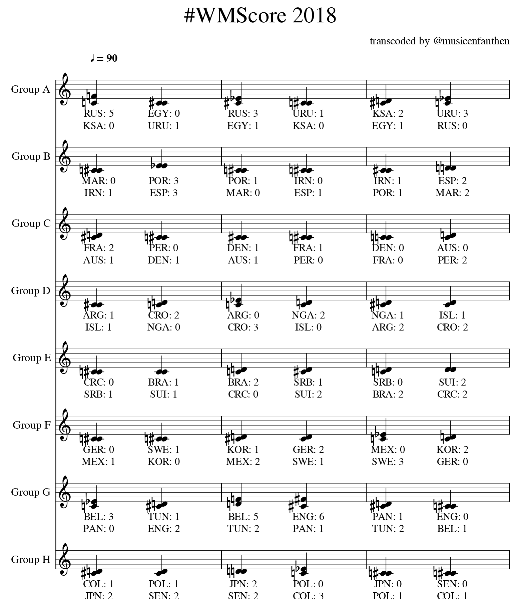 #WMScore 2018
transcoded by @musicenfanthen
♩= 90
Group A
RUS: 5 EGY: 0 RUS: 3 URU: 1 KSA: 2 URU: 3
KSA: 0 URU: 1 EGY: 1 KSA: 0 EGY: 1 RUS: 0
Group B
MAR: 0 POR: 3 POR: 1 IRN: 0 IRN: 1 ESP: 2
IRN: 1 ESP: 3 MAR: 0 ESP: 1 POR: 1 MAR: 2
Group C
FRA: 2 PER: 0 DEN: 1 FRA: 1 DEN: 0 AUS: 0
AUS: 1 DEN: 1 AUS: 1 PER: 0 FRA: 0 PER: 2
Group D
ARG: 1 CRO: 2 ARG: 0 NGA: 2 NGA: 1 ISL: 1
ISL: 1 NGA: 0 CRO: 3 ISL: 0 ARG: 2 CRO: 2
Group E
CRC: 0 BRA: 1 BRA: 2 SRB: 1 SRB: 0 SUI: 2
SRB: 1 SUI: 1 CRC: 0 SUI: 2 BRA: 2 CRC: 2
Group F
GER: 0 SWE: 1 KOR: 1 GER: 2 MEX: 0 KOR: 2
MEX: 1 KOR: 0 MEX: 2 SWE: 1 SWE: 3 GER: 0
Group G
BEL: 3 TUN: 1 BEL: 5 ENG: 6 PAN: 1 ENG: 0
PAN: 0 ENG: 2 TUN: 2 PAN: 1 TUN: 2 BEL: 1
Group H
COL: 1 POL: 1 JPN: 2 POL: 0 JPN: 0 SEN: 0
JPN: 2 SEN: 2 SEN: 2 COL: 3 POL: 1 COL: 1